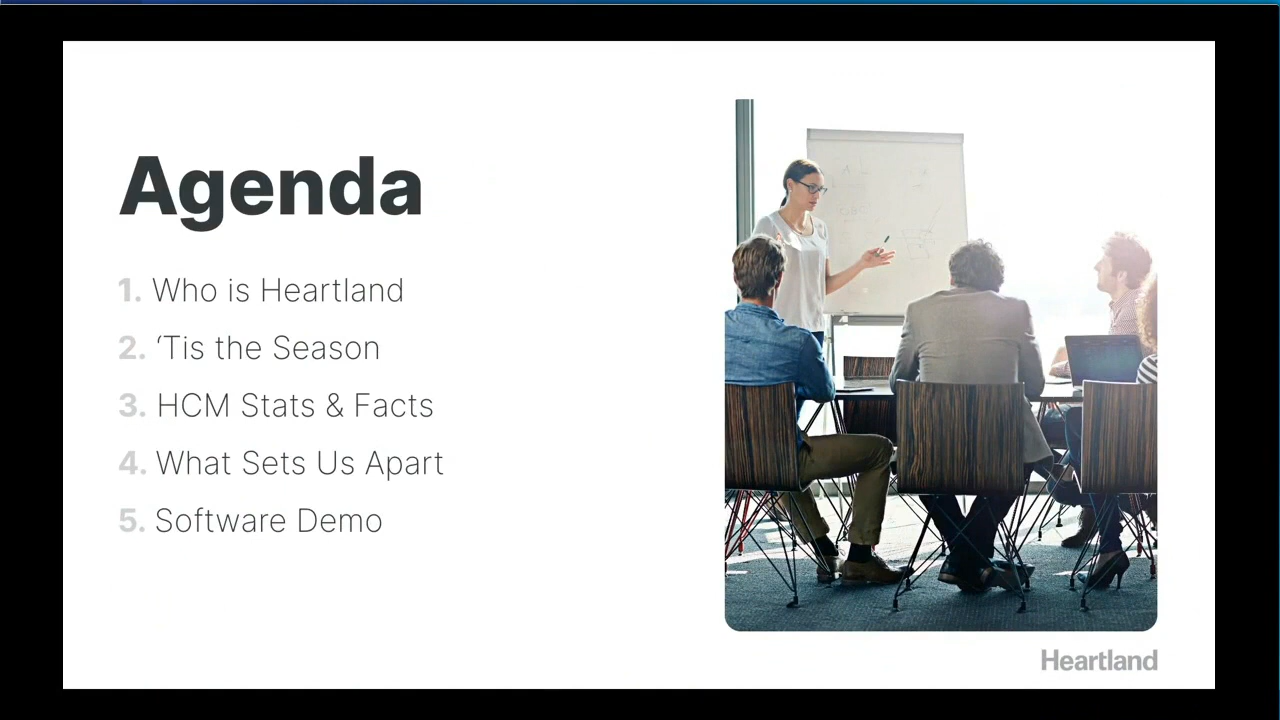 Agenda
1. Who is Heartland
2. ‘Tis the Season
3. HCM Stats & Facts
4. What Sets Us Apart
5. Software Demo
Heartland